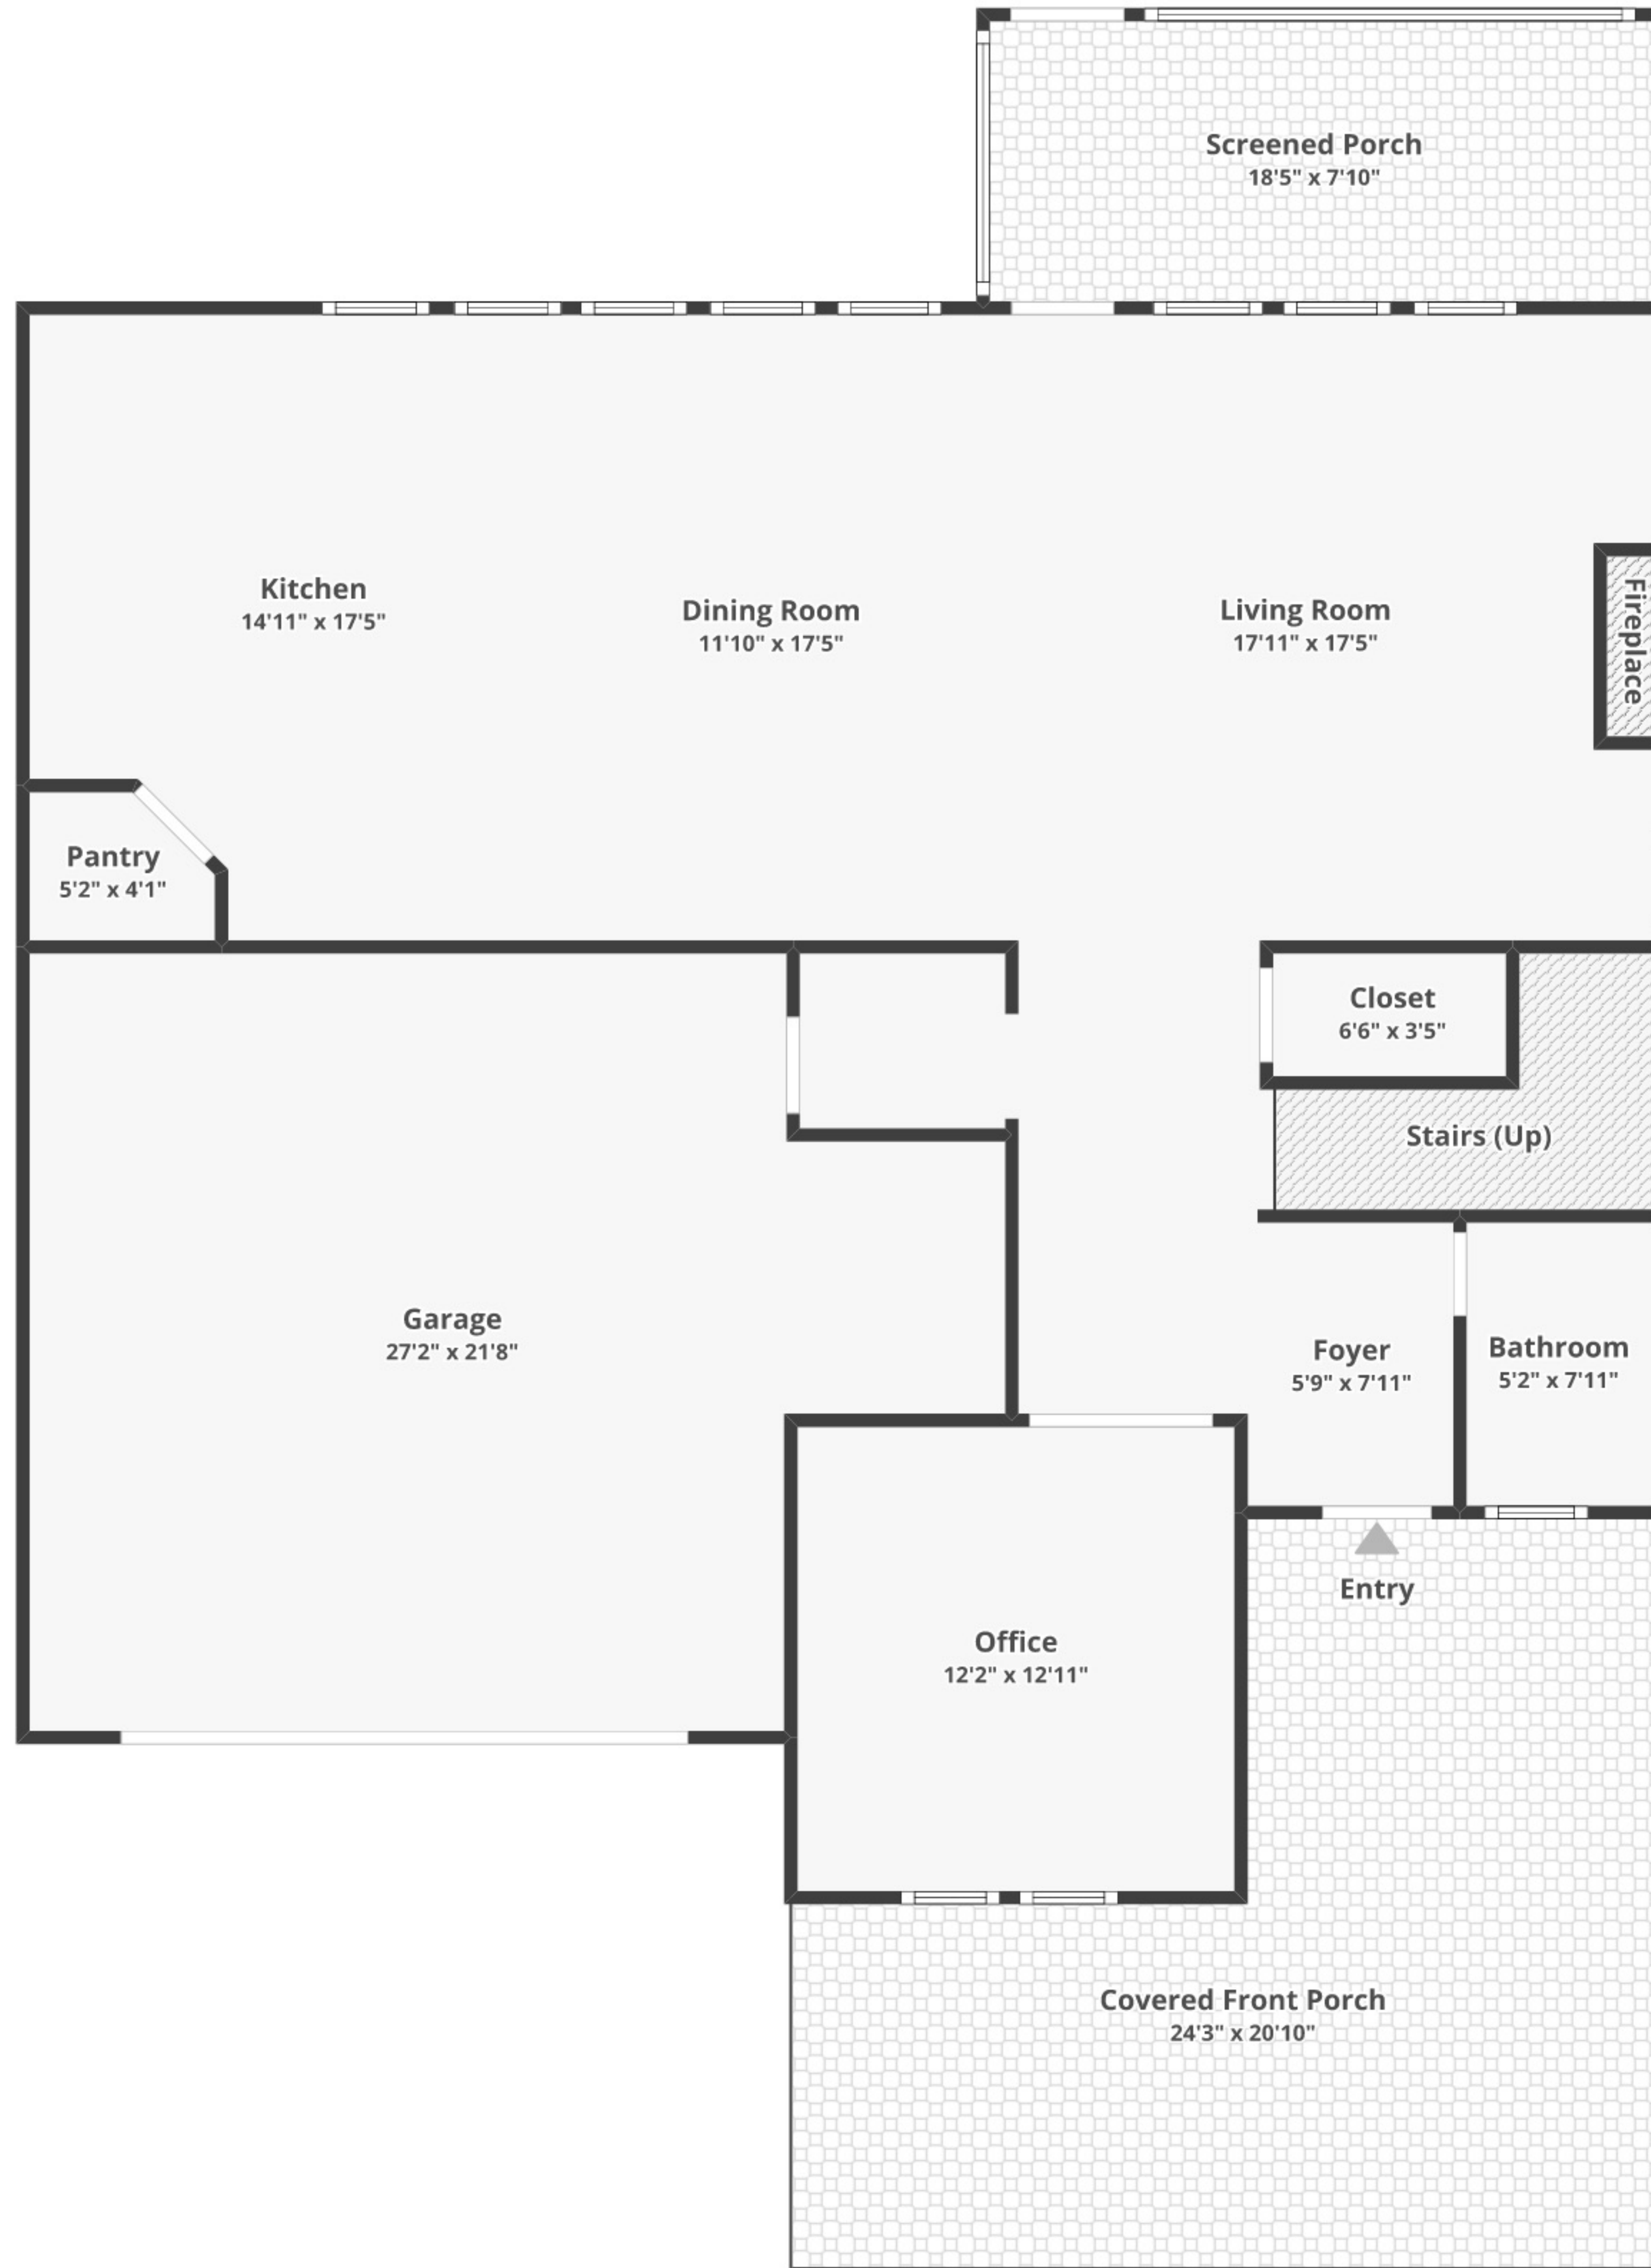 Screened Porch
18'5" x 7'10"
Kitchen
14'11" x 17'5"
Dining Room
11'10" x 17'5"
Living Room
17'11" x 17'5"
Fireplace
Pantry
5'2" x 4'1"
Closet
6'6" x 3'5"
Stairs (Up)
Garage
27'2" x 21'8"
Foyer
5'9" x 7'11"
Bathroom
5'2" x 7'11"
Entry
Office
12'2" x 12'11"
Covered Front Porch
24'3" x 20'10"